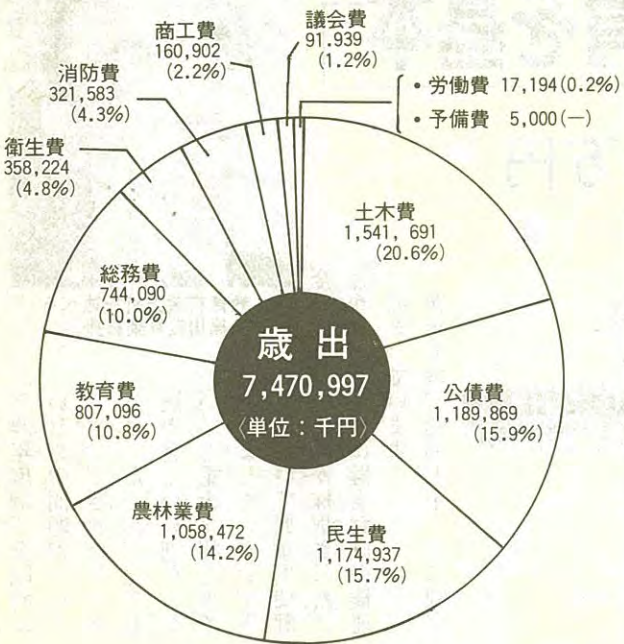 商工費
160,902
(2.2%)
議会費
91.939
(1.2%)
・労働費 17,194(0.2%)
・予備費 5,000(—)
消防費
321,583
(4.3%)
衛生費
358,224
(4.8%)
土木費
1,541, 691
(20.6%)
総務費
744,090
(10.0%)
歳出
7,470,997
〈単位：千円〉
教育費
807,096
(10.8%)
公債費
1,189,869
(15.9%)
農林業費
1,058,472
(14.2%)
民生費
1,174,937
(15.7%)
万円